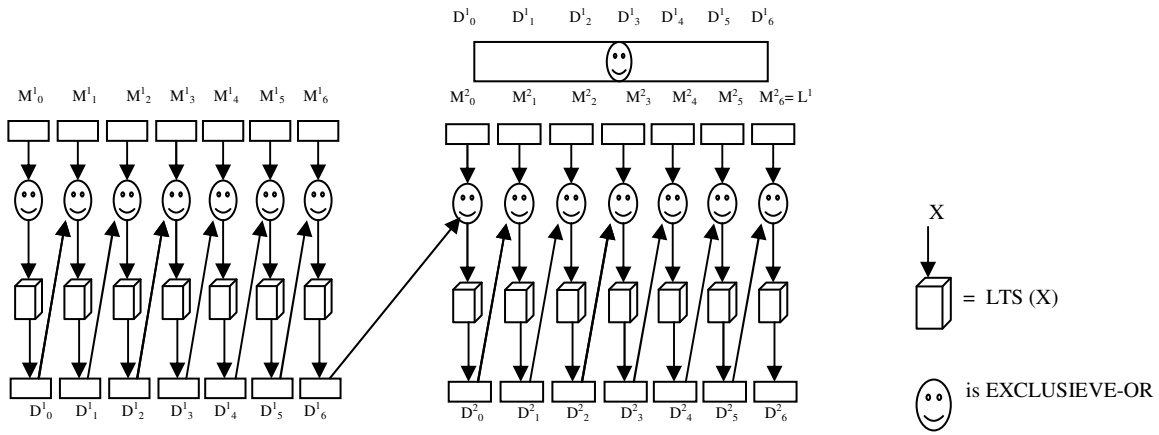 D¹₀ D¹₁ D¹₂ D¹₃ D¹₄ D¹₅ D¹₆
M¹₀ M¹₁ M¹₂ M¹₃ M¹₄ M¹₅ M¹₆
M²₀ M²₁ M²₂ M²₃ M²₄ M²₅ M²₆= L¹
X
= LTS (X)
D¹₀ D¹₁ D¹₂ D¹₃ D¹₄ D¹₅ D¹₆
D²₀ D²₁ D²₂ D²₃ D²₄ D²₅ D²₆
is EXCLUSIEVE-OR